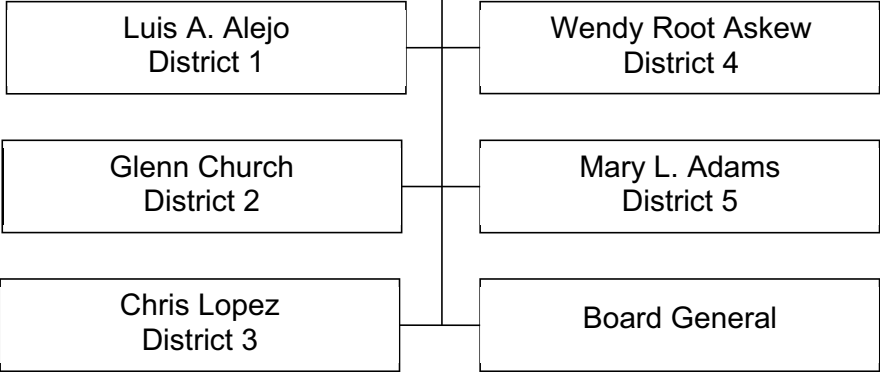 Luis A. Alejo
District 1
Wendy Root Askew
District 4
Glenn Church
District 2
Mary L. Adams
District 5
Chris Lopez
District 3
Board General